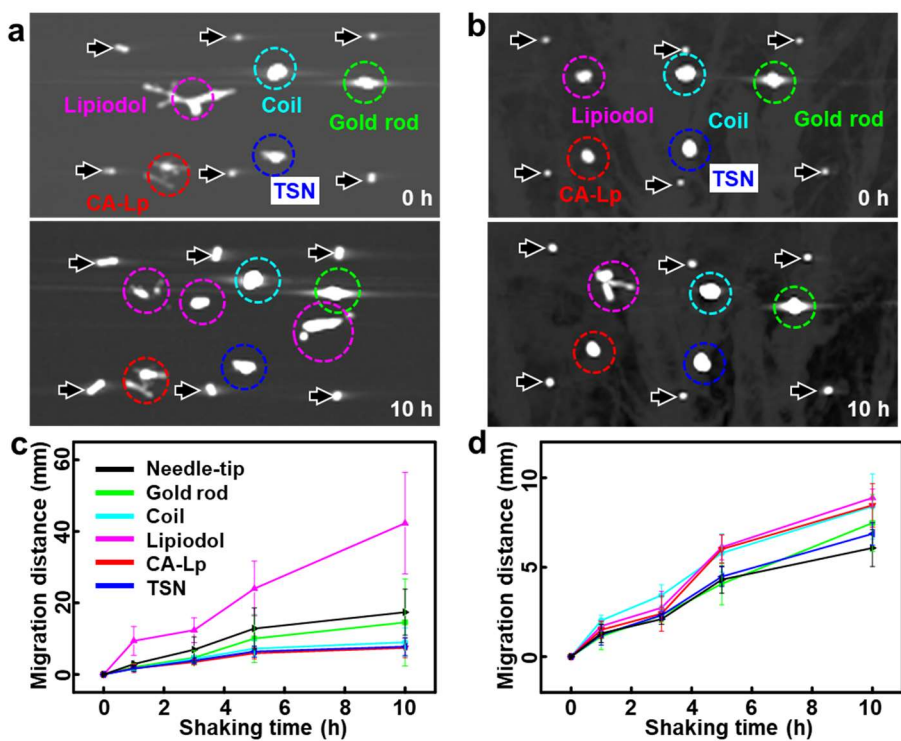 a
Lipiodol
Coil
Gold rod
CA-Lp
TSN
0 h
10 h
b
Lipiodol
Coil
Gold rod
CA-Lp
TSN
0 h
10 h
c
Migration distance (mm)
60
40
20
0
Needle-tip
Gold rod
Coil
Lipiodol
CA-Lp
TSN
0 2 4 6 8 10
Shaking time (h)
d
Migration distance (mm)
10
5
0
0 2 4 6 8 10
Shaking time (h)